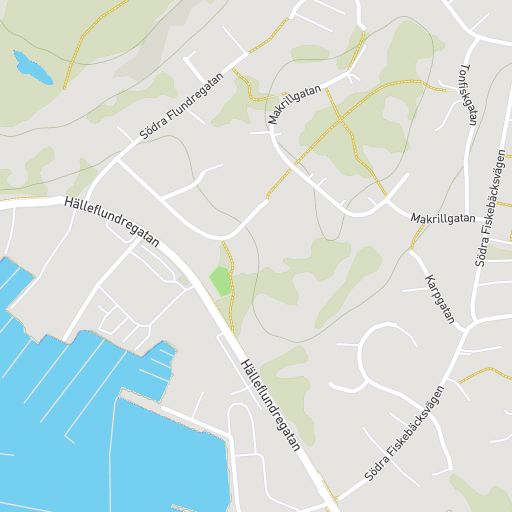 Tonfiskgatan
Makrillgatan
Södra Flundregatan
Södra Fiskebäcksvägen
Hälleflundregatan
Makrillgatan
Karpgatan
Hälleflundregatan
Södra Fiskebäcksvägen